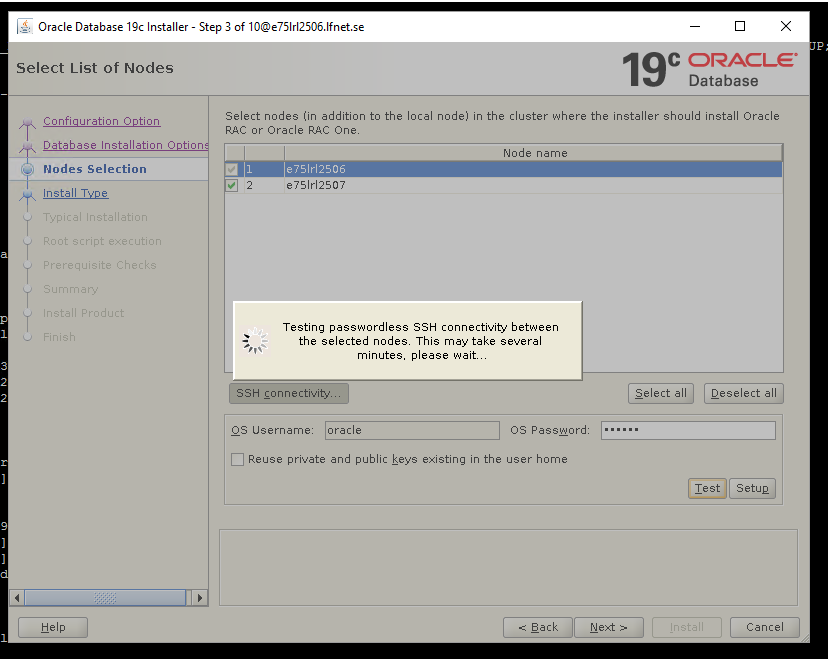 Oracle Database 19c Installer - Step 3 of 10@e75lrl2506.lfnet.se
UP;
Select List of Nodes
19c ORACLE
Database
Configuration Option
Database Installation Options
Nodes Selection
Install Type
Typical Installation
Root script execution
Prerequisite Checks
Summary
Install Product
Finish
Select nodes (in addition to the local node) in the cluster where the installer should install Oracle
RAC or Oracle RAC One.
Node name
1 e75lrl2506
2 e75lrl2507
Testing passwordless SSH connectivity between
the selected nodes. This may take several
minutes, please wait...
SSH connectivity... Select all Deselect all
OS Username: oracle OS Password: ••••••
Reuse private and public keys existing in the user home
Test Setup
Help < Back Next > Install Cancel